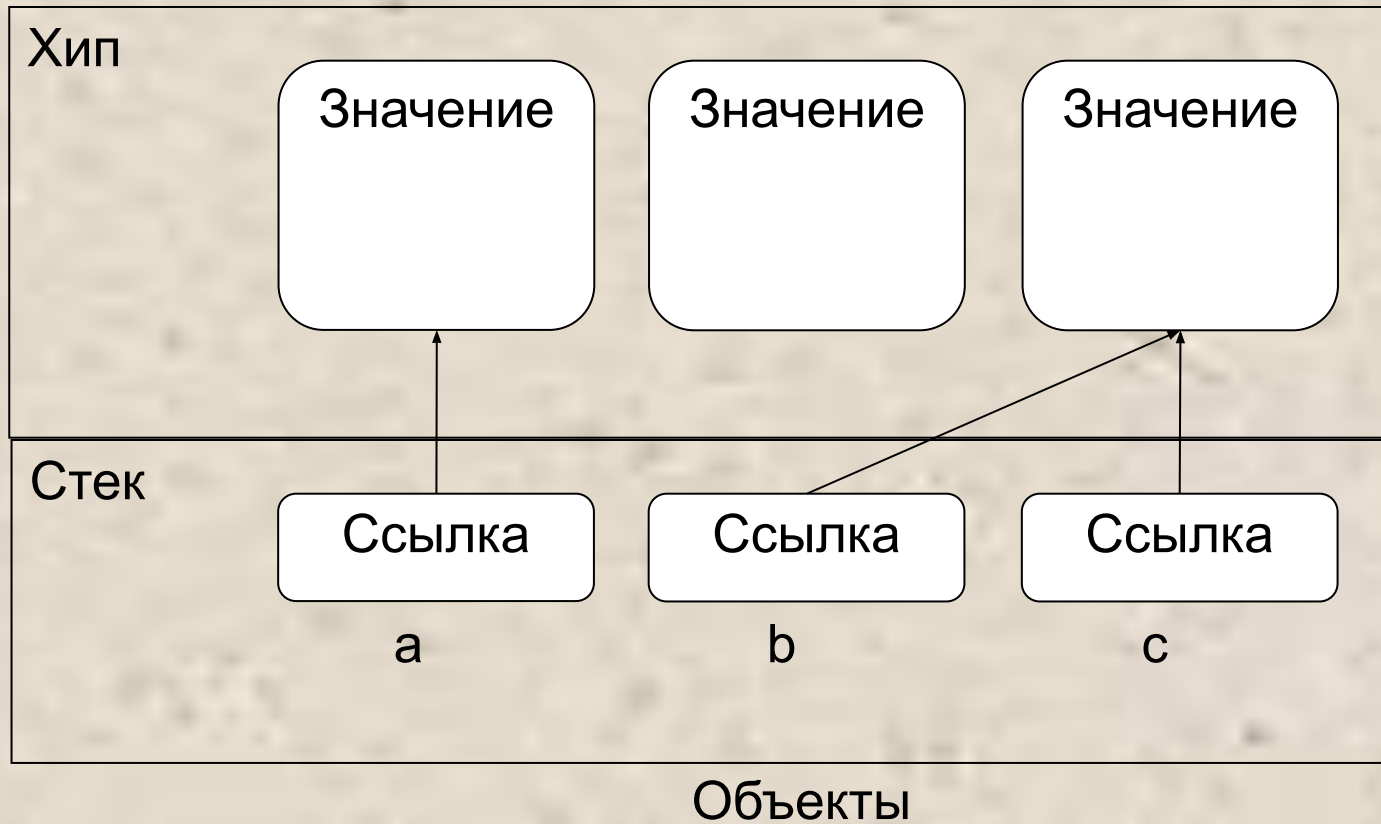 Хип
Значение
Значение
Значение
Стек
Ссылка
Ссылка
Ссылка
a
b
c
Объекты